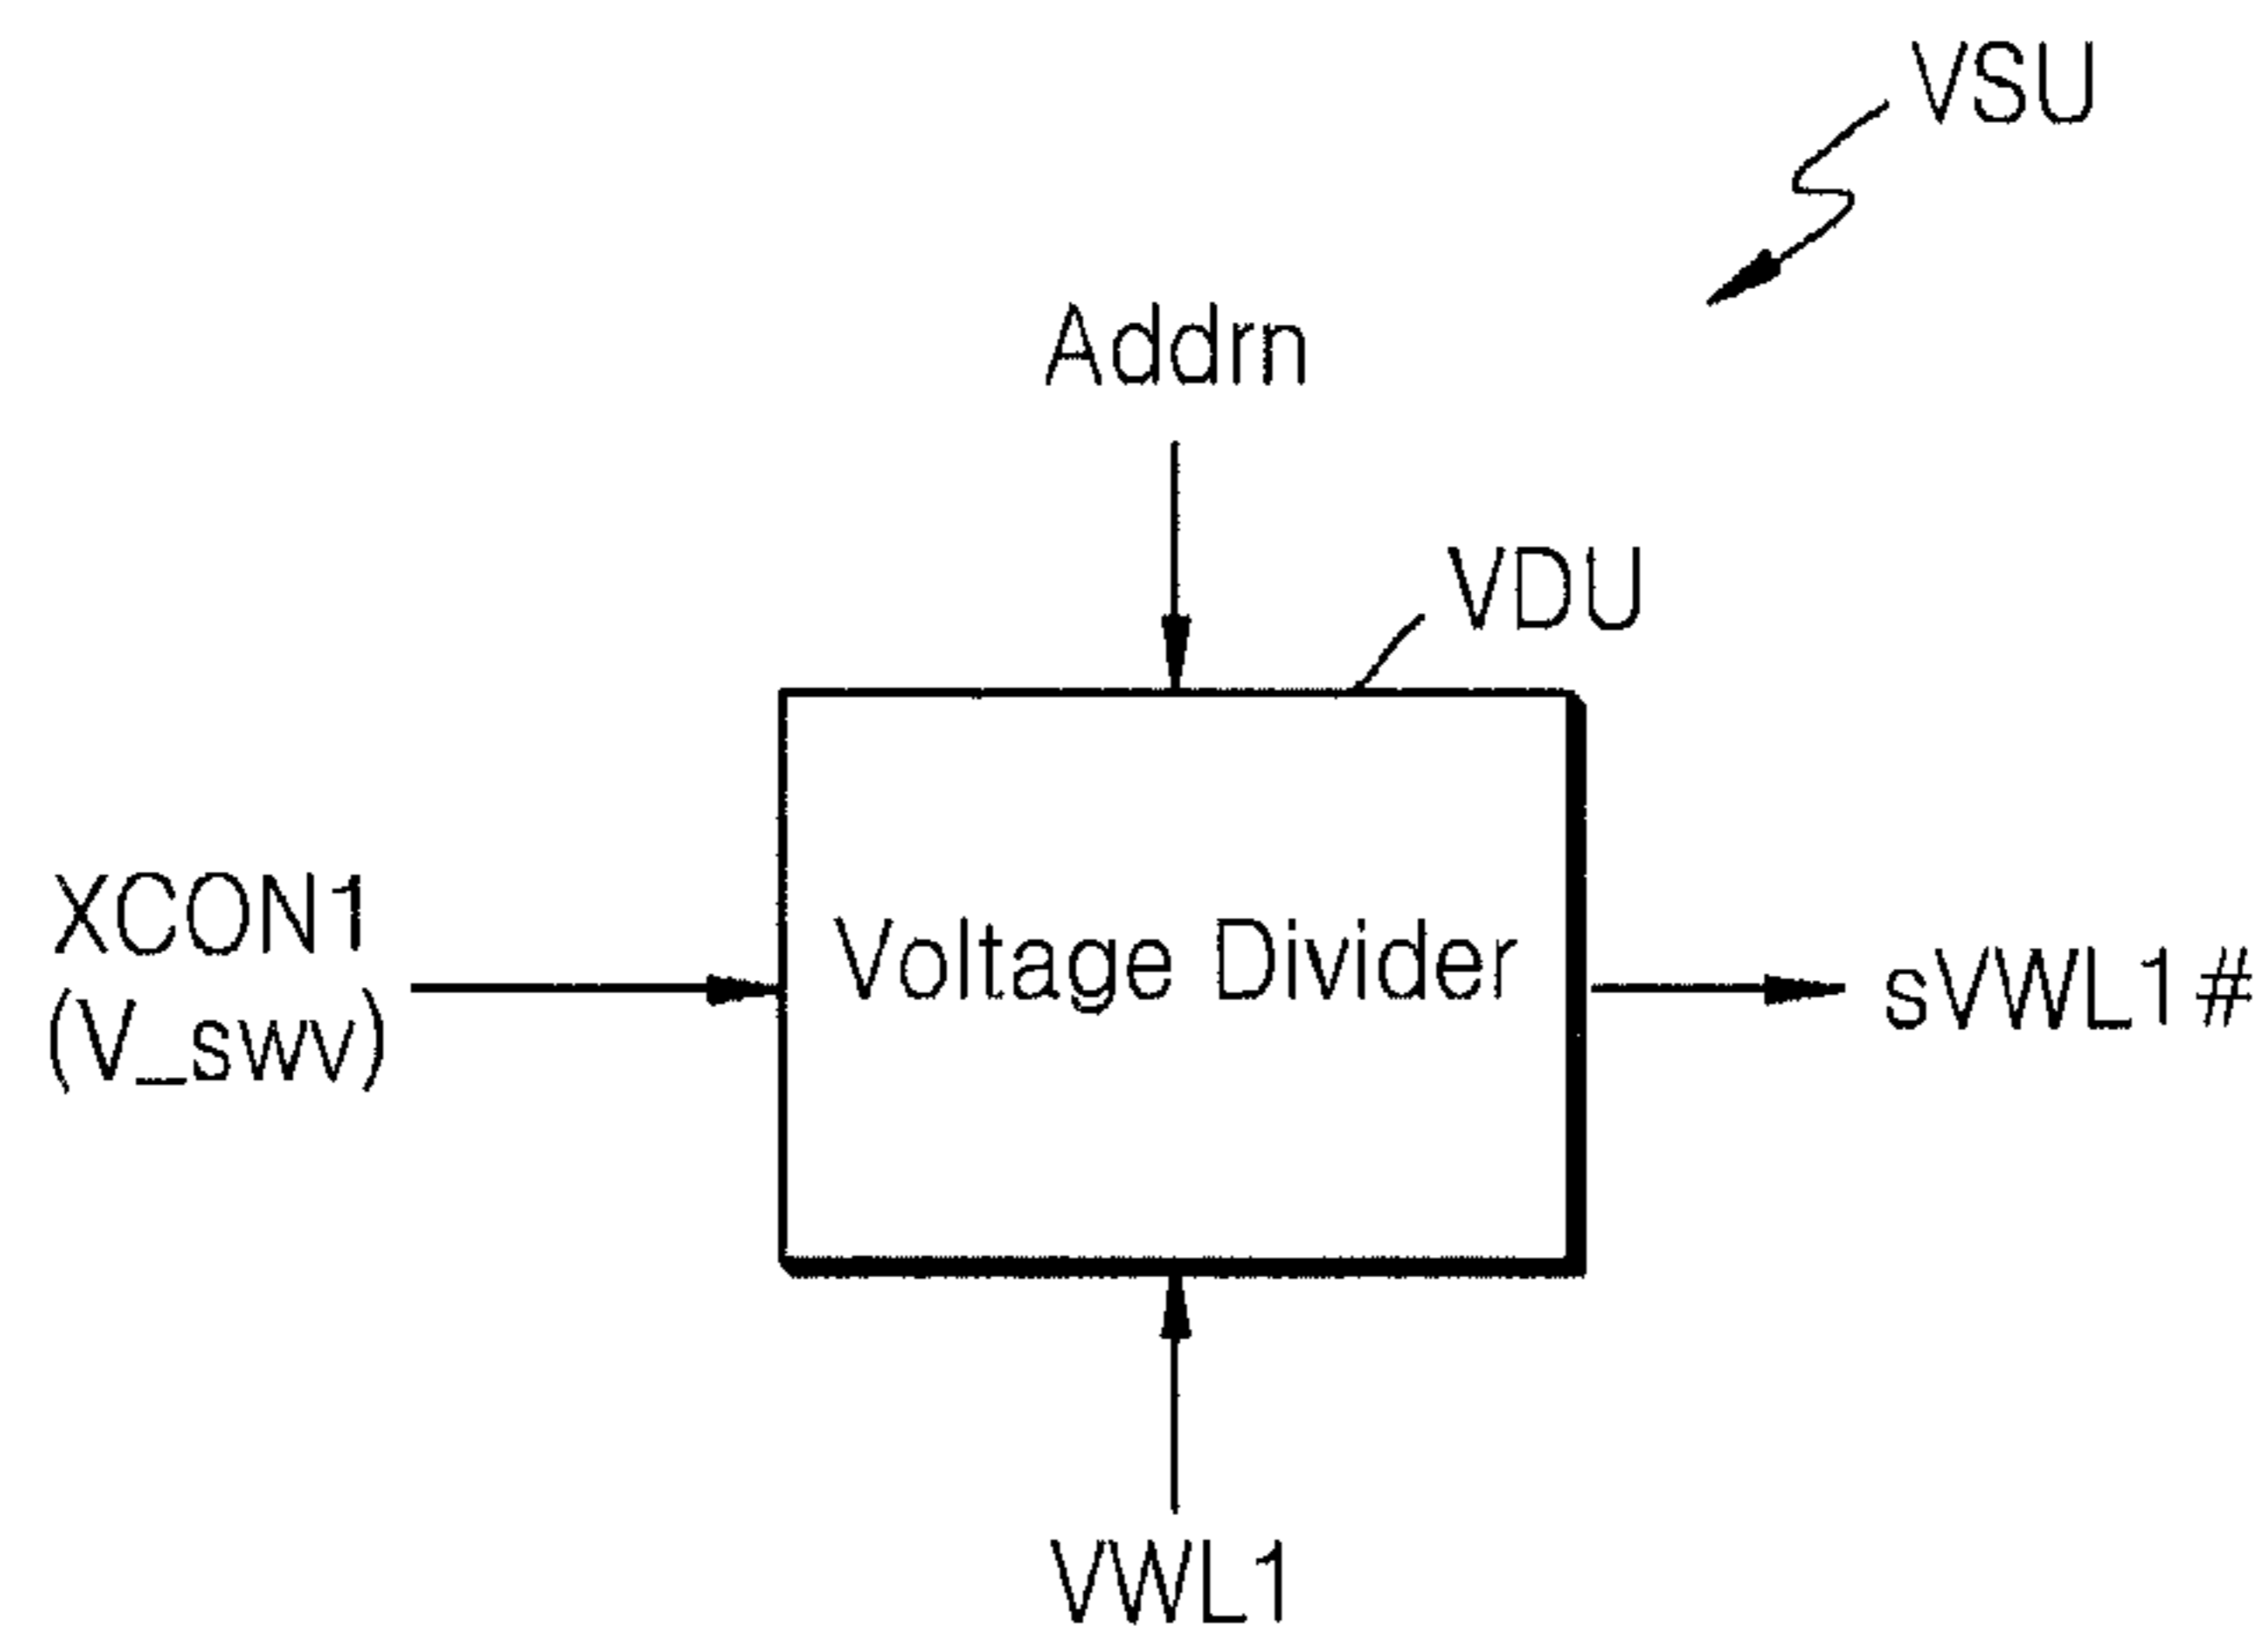 VSU
Addrn
VDU
XCON1
(V_swv)
Voltage Divider
sVWL1#
VWL1